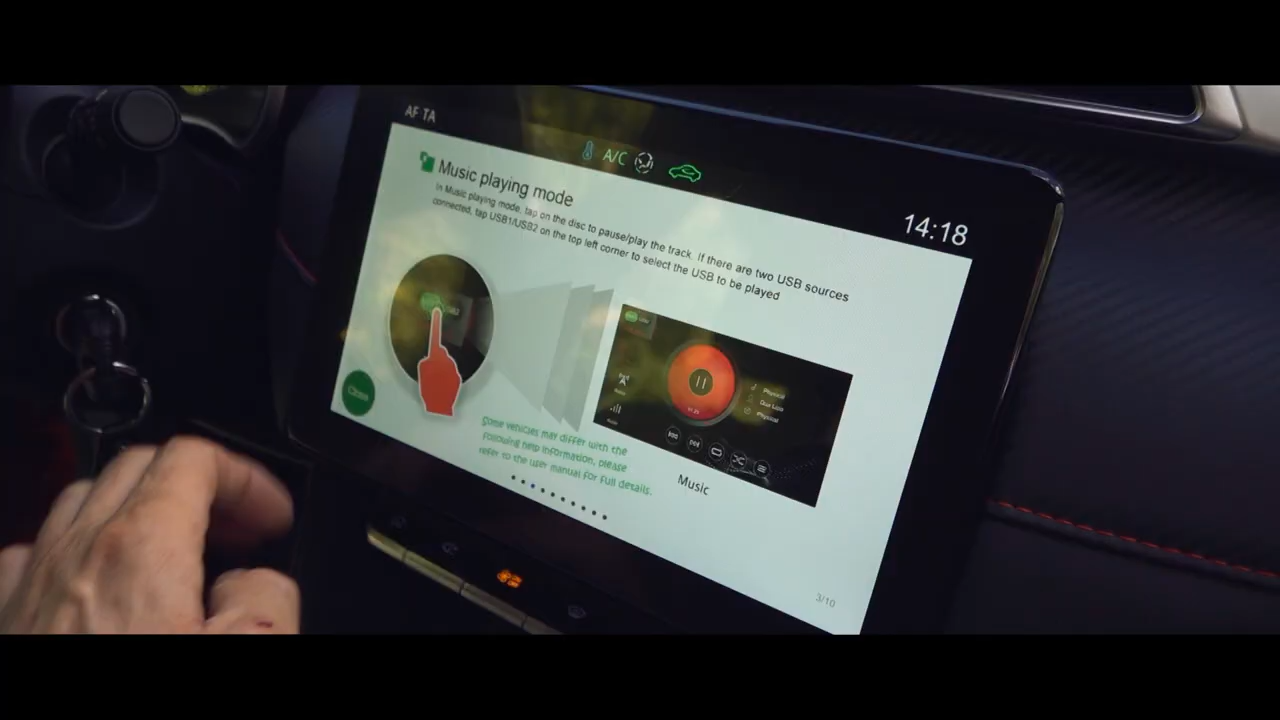 AF TA
A/C
14:18
Music playing mode
In Music playing mode, tap on the disc to pause/play the track. If there are two USB sources
connected, tap USB1/USB2 on the top left corner to select the USB to be played
Close
Some vehicles may differ with the
following help information, please
refer to the user manual for full details.
Music
3/10